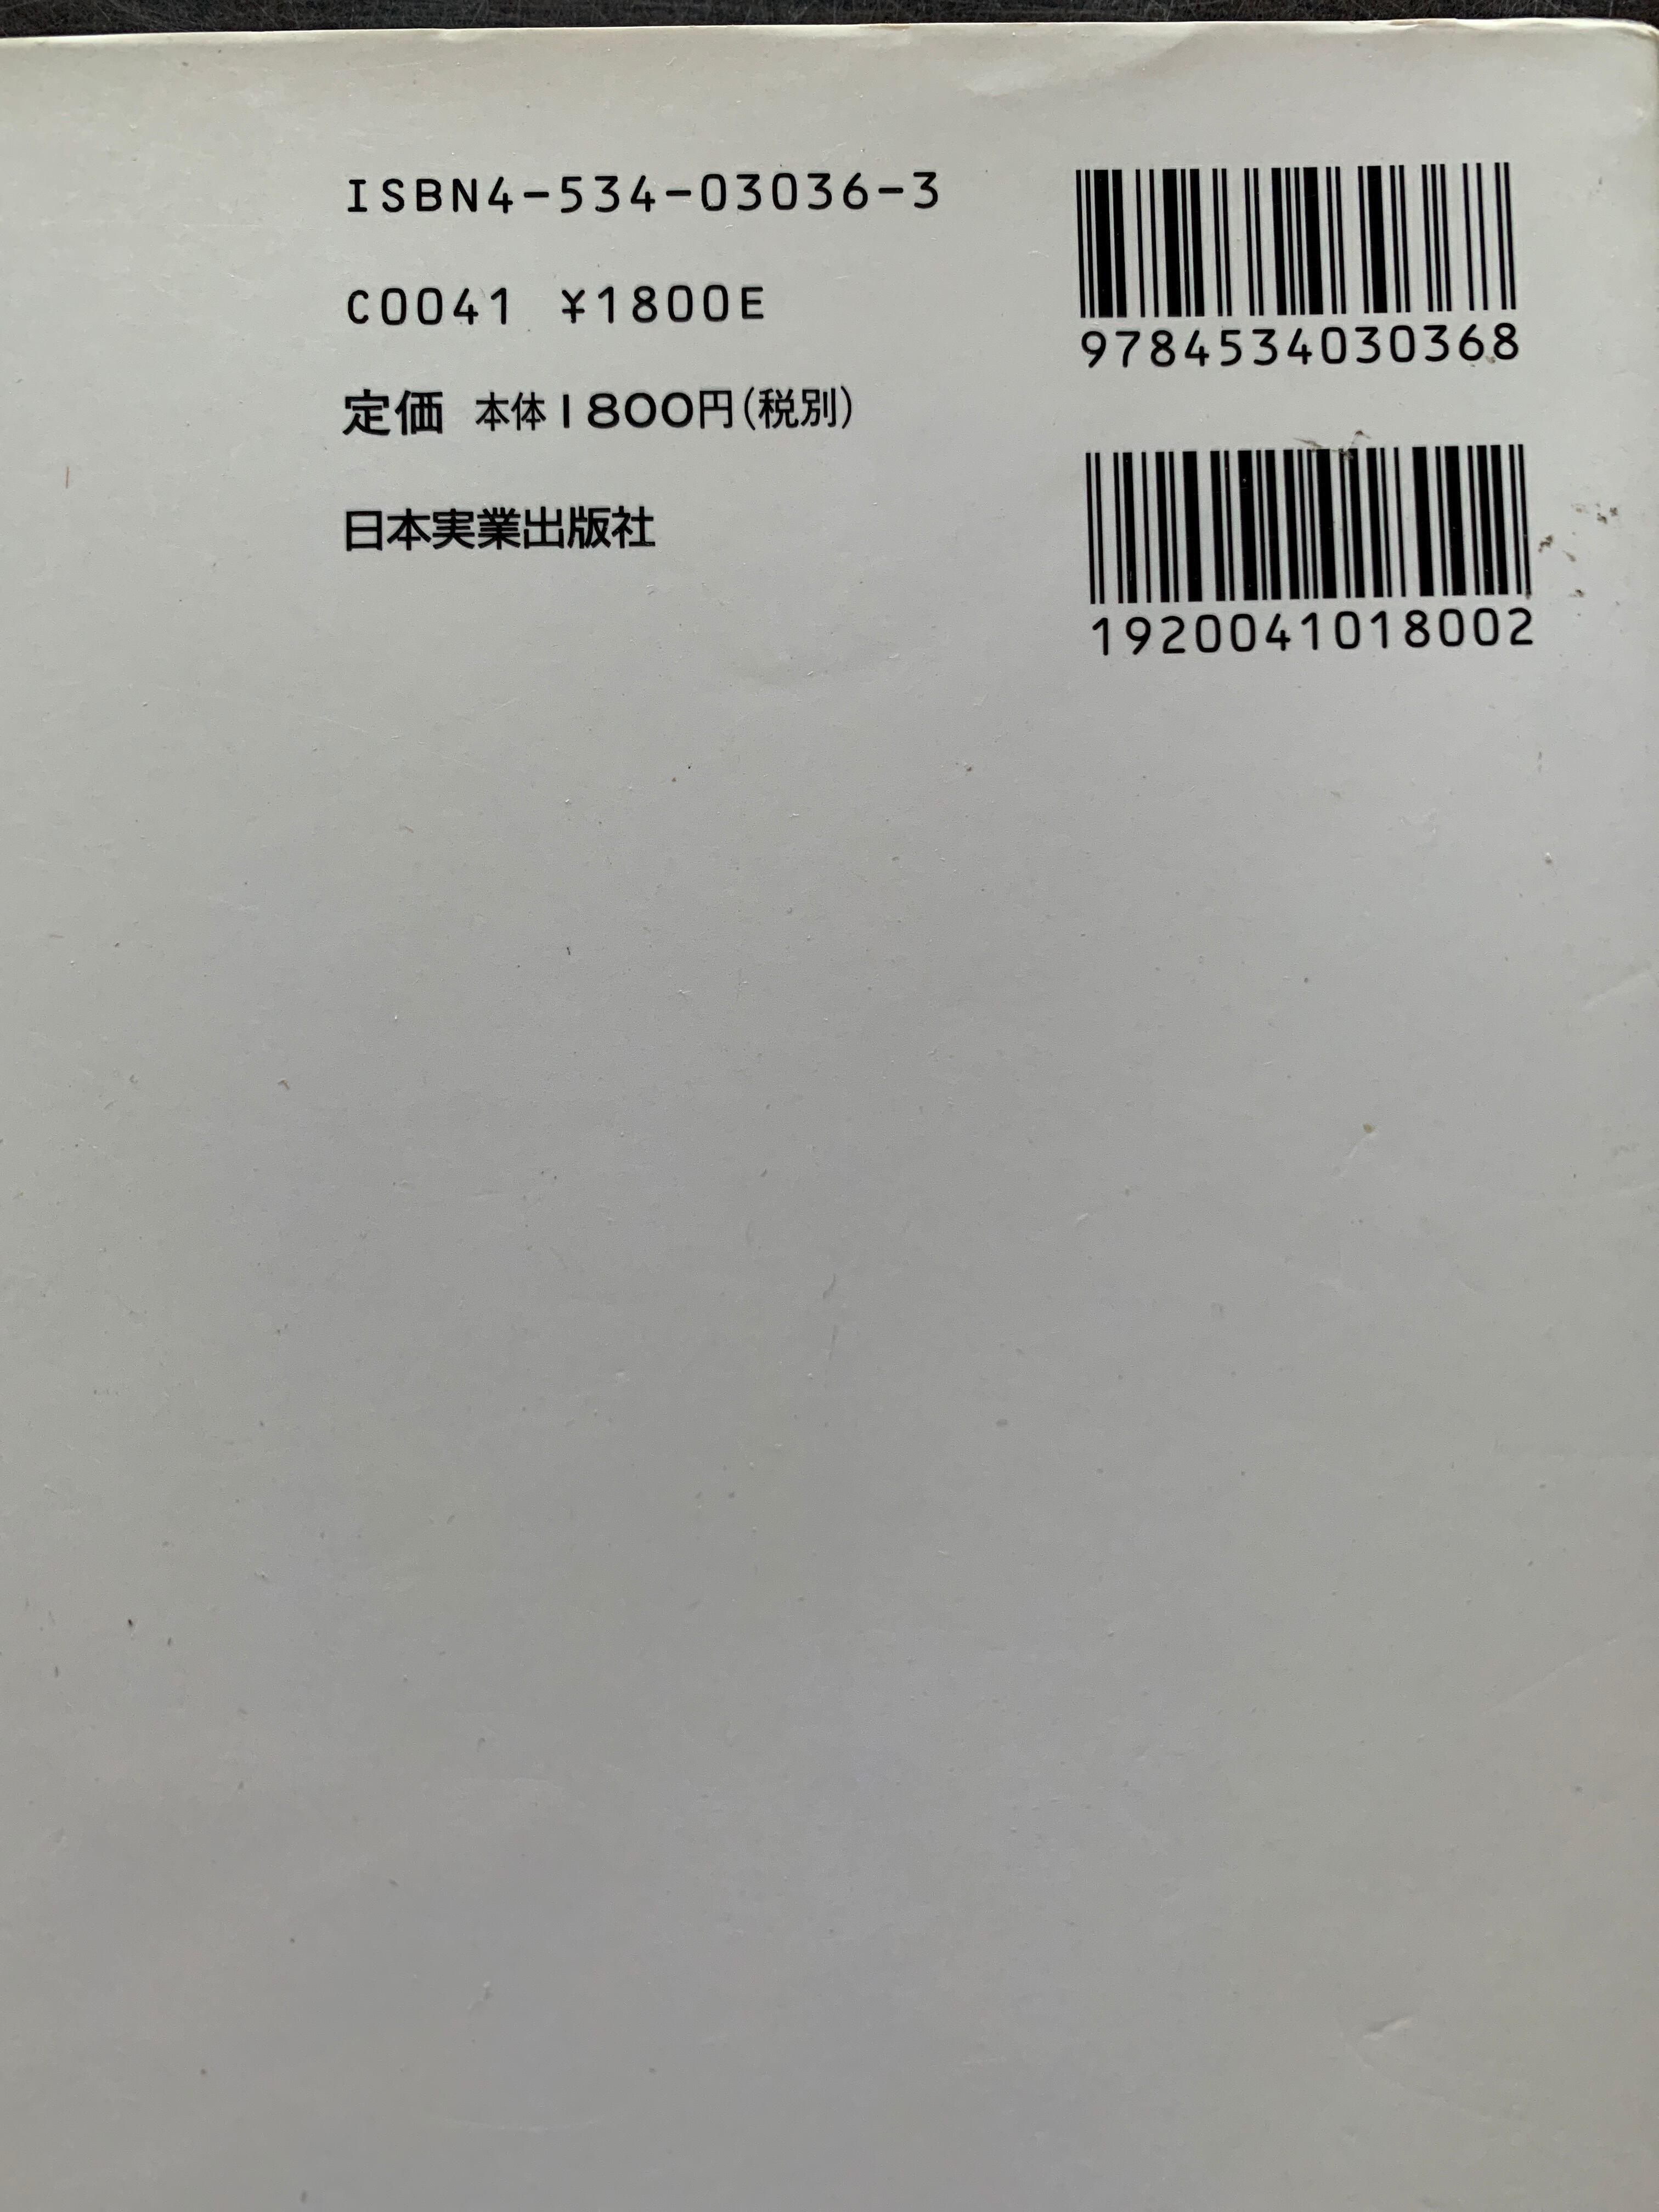 ISBN4-534-03036-3
C0041 ¥1800E
定価 本体1800円(税別)
日本実業出版社
9784534030368
1920041018002